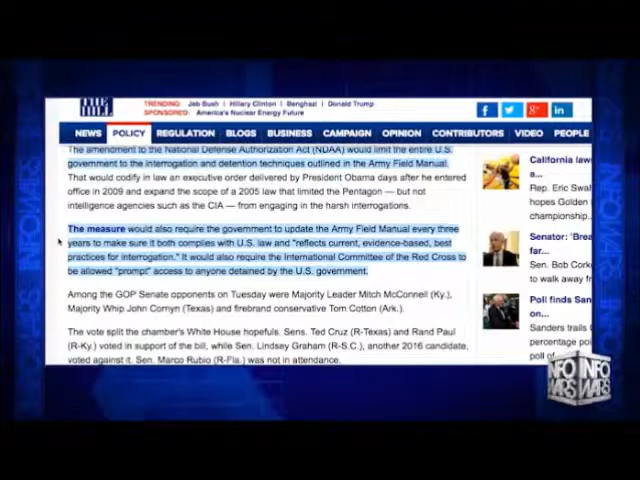 THE HILL
TRENDING: Jeb Bush | Hillary Clinton | Benghazi | Donald Trump
SPONSORED: America's Nuclear Energy Future
f g+ in
NEWS POLICY REGULATION BLOGS BUSINESS CAMPAIGN OPINION CONTRIBUTORS VIDEO PEOPLE
The amendment to the National Defense Authorization Act (NDAA) would limit the entire U.S.
government to the interrogation and detention techniques outlined in the Army Field Manual.
That would codify in law an executive order delivered by President Obama days after he entered
office in 2009 and expand the scope of a 2005 law that limited the Pentagon — but not
intelligence agencies such as the CIA — from engaging in the harsh interrogations.
The measure would also require the government to update the Army Field Manual every three
years to make sure it both complies with U.S. law and "reflects current, evidence-based, best
practices for interrogation." It would also require the International Committee of the Red Cross to
be allowed "prompt" access to anyone detained by the U.S. government.
Among the GOP Senate opponents on Tuesday were Majority Leader Mitch McConnell (Ky.),
Majority Whip John Cornyn (Texas) and firebrand conservative Tom Cotton (Ark.).
The vote split the chamber's White House hopefuls. Sens. Ted Cruz (R-Texas) and Rand Paul
(R-Ky.) voted in support of the bill, while Sen. Lindsay Graham (R-S.C.), another 2016 candidate,
voted against it. Sen. Marco Rubio (R-Fla.) was not in attendance.
California law
a...
Rep. Eric Swal
hopes Golden
championship...
Senator: 'Brea
far...
Sen. Bob Cork
to walk away f
Poll finds San
on...
Sanders trails
percentage po
poll of
INFO WARS
INFO WARS
INFOWARS